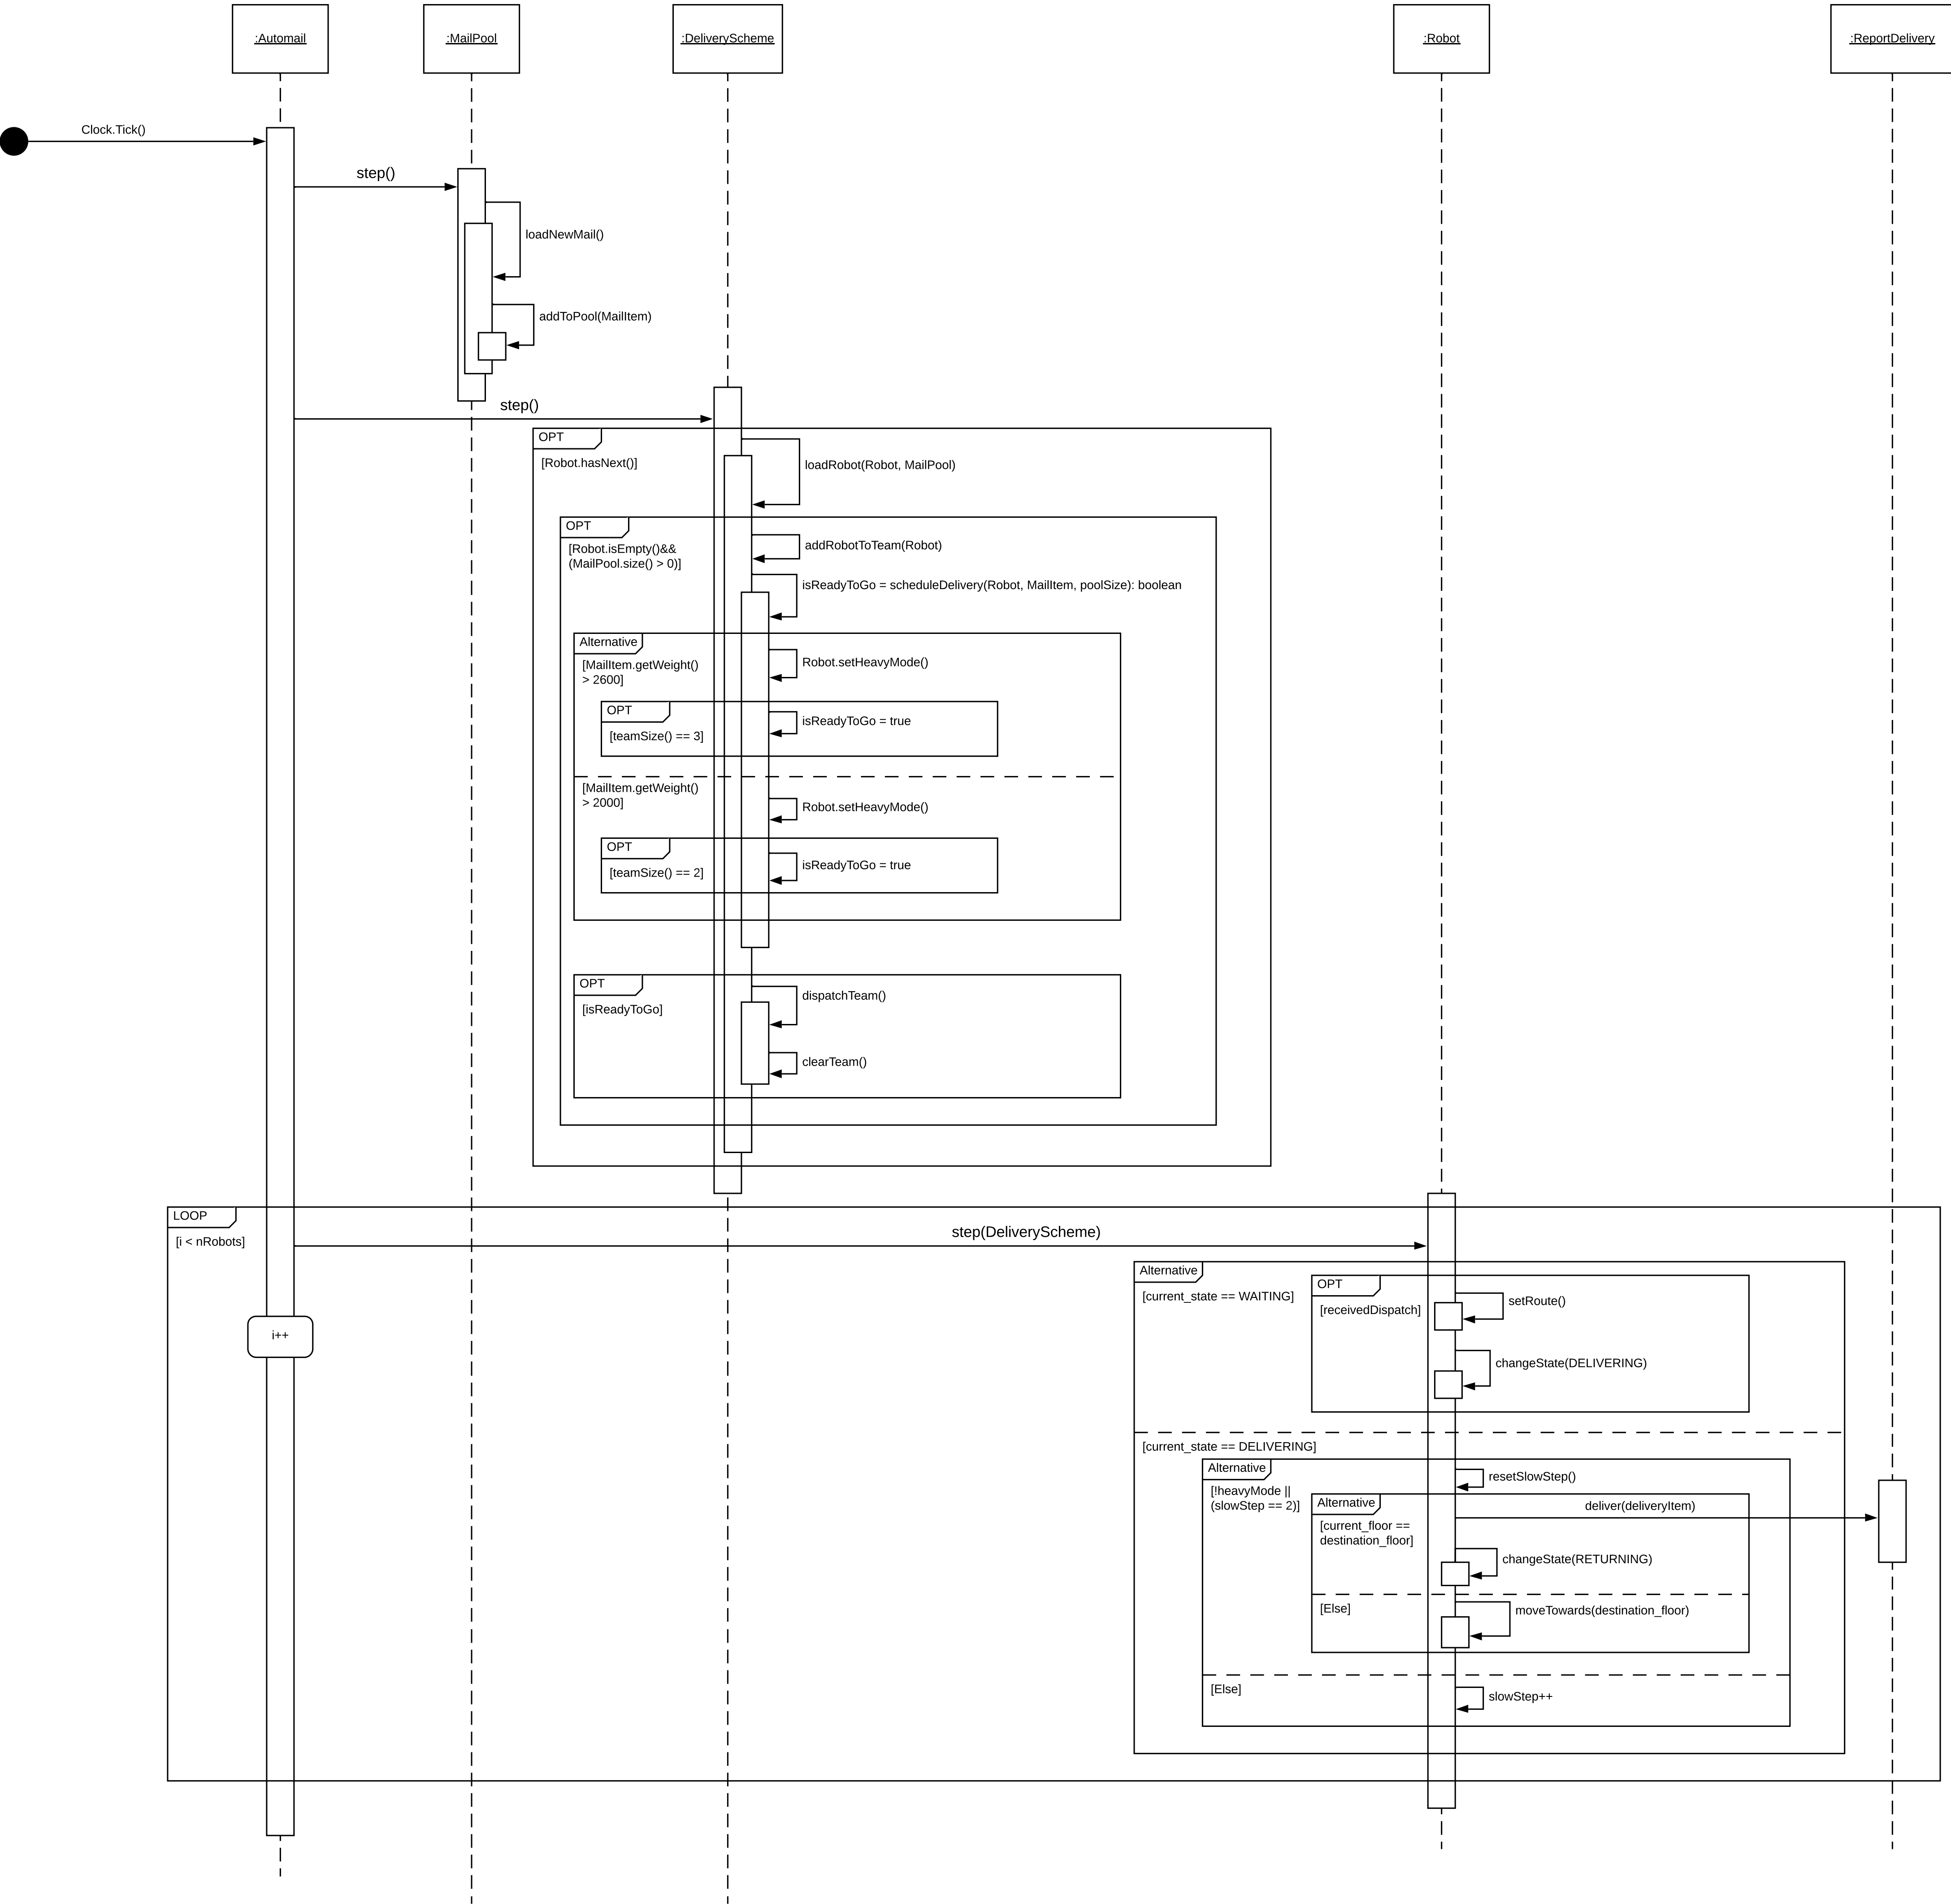 :Automail
:MailPool
:DeliveryScheme
:Robot
:ReportDelivery
Clock.Tick()
step()
loadNewMail()
addToPool(MailItem)
step()
OPT
[Robot.hasNext()]
loadRobot(Robot, MailPool)
OPT
[Robot.isEmpty()&&
(MailPool.size() > 0)]
addRobotToTeam(Robot)
isReadyToGo = scheduleDelivery(Robot, MailItem, poolSize): boolean
Alternative
[MailItem.getWeight()
> 2600]
Robot.setHeavyMode()
OPT
[teamSize() == 3]
isReadyToGo = true
[MailItem.getWeight()
> 2000]
Robot.setHeavyMode()
OPT
[teamSize() == 2]
isReadyToGo = true
OPT
[isReadyToGo]
dispatchTeam()
clearTeam()
LOOP
[i < nRobots]
step(DeliveryScheme)
i++
Alternative
[current_state == WAITING]
OPT
[receivedDispatch]
setRoute()
changeState(DELIVERING)
[current_state == DELIVERING]
Alternative
[!heavyMode ||
(slowStep == 2)]
resetSlowStep()
Alternative
[current_floor ==
destination_floor]
deliver(deliveryItem)
changeState(RETURNING)
[Else]
moveTowards(destination_floor)
[Else]
slowStep++